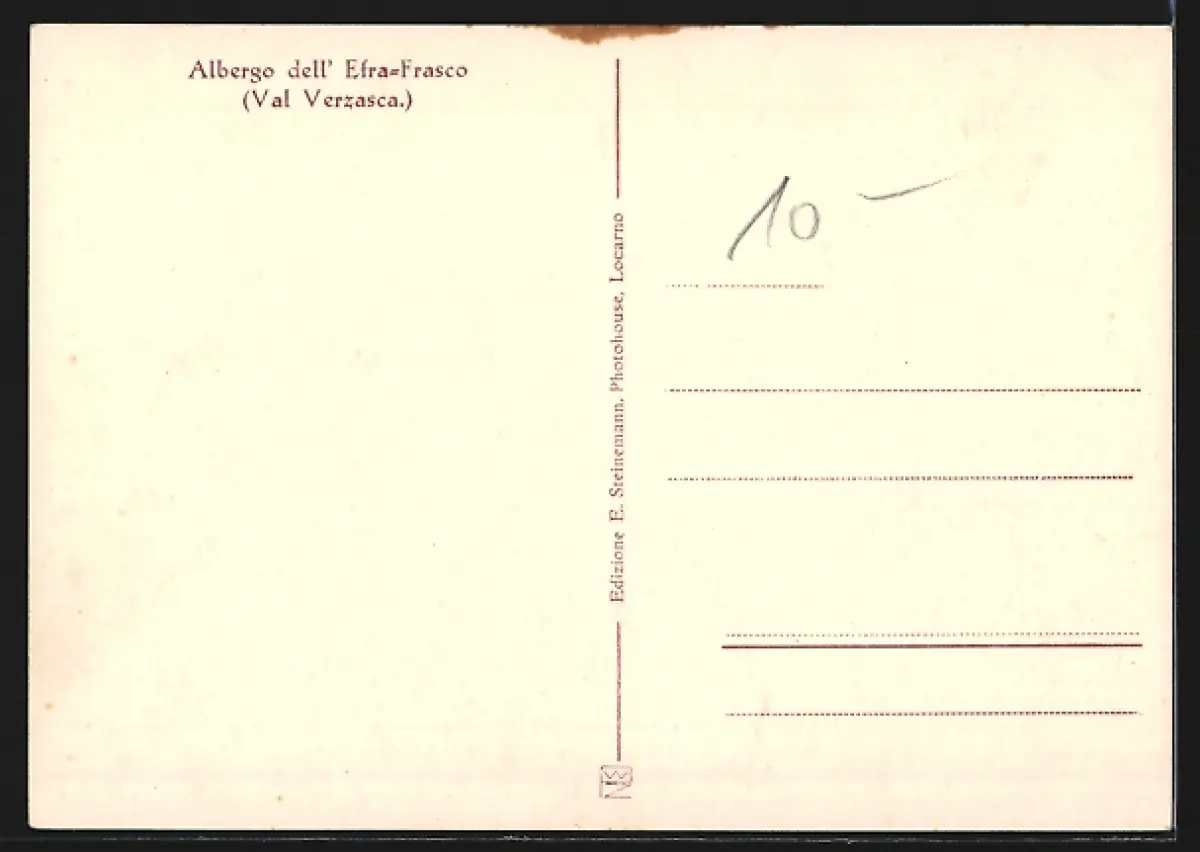 Albergo dell' Efra=Frasco
(Val Verzasca.)
Edizione E. Steinemann, Photohouse, Locarno
10 —